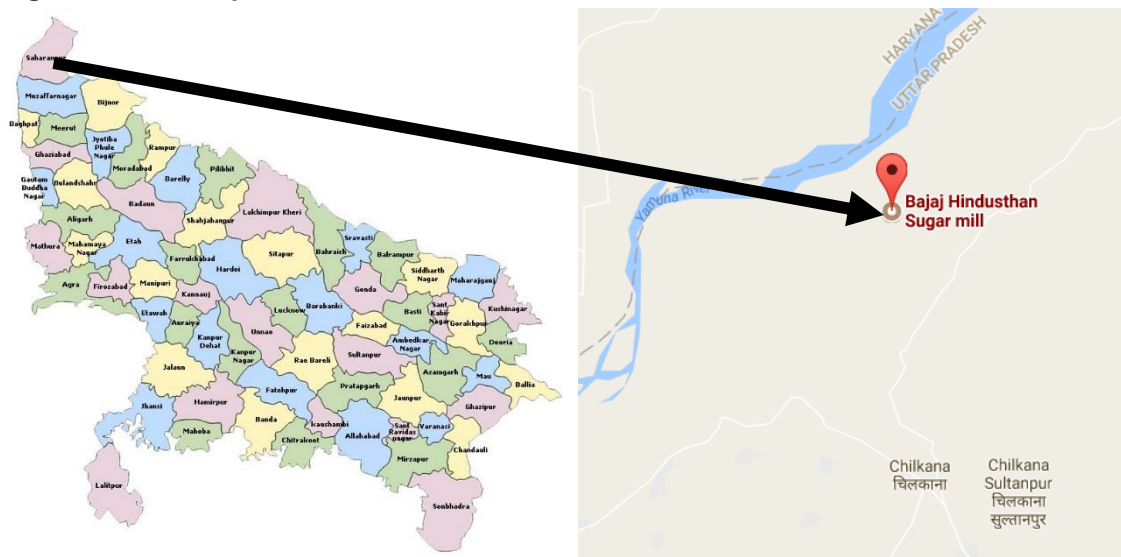 Saharanpur
Muzaffarnagar
Bijnor
Baghpat
Meerut
Jyotiba
Phule
Nagar
Rampur
Ghaziabad
Moradabad
Barelly
Pilibhit
Gautam
Buddha
Nagar
Bulandshahr
Badaun
Shahjahanpur
Lakhimpur Kheri
Aligarh
Mathura
Mahamaya
Nagar
Etah
Farrukhabad
Hardoi
Sitapur
Bahraich
Sravasti
Balrampur
Siddharth
Nagar
Maharajganj
Agra
Firozabad
Manipuri
Kannauj
Gonda
Basti
Sant
Kabir
Nagar
Gorakhpur
Kushinagar
Etawah
Auraiya
Kanpur
Dehat
Kanpur
Nagar
Unnao
Lucknow
Barabanki
Faizabad
Ambedkar
Nagar
Deoria
Jalaun
Rae Bareli
Sultanpur
Azamgarh
Mau
Ballia
Jhansi
Hamirpur
Fatehpur
Pratapgarh
Jaunpur
Ghazipur
Mahoba
Banda
Chitrakoot
Kaushambi
Allahabad
Sant
Ravidas
nagar
Varanasi
Chandauli
Mirzapur
Lalitpur
Sonbhadra
HARYANA
UTTAR PRADESH
Yamuna River
Bajaj Hindusthan
Sugar mill
Chilkana
चिलकाना
Chilkana
Sultanpur
चिलकाना
सुल्तानपुर